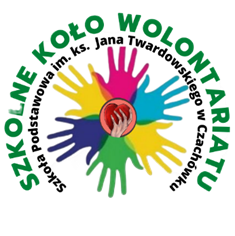 SZKOLNE KOŁO WOLONTARIATU
Szkoła Podstawowa im. ks. Jana Twardowskiego w Czachówku